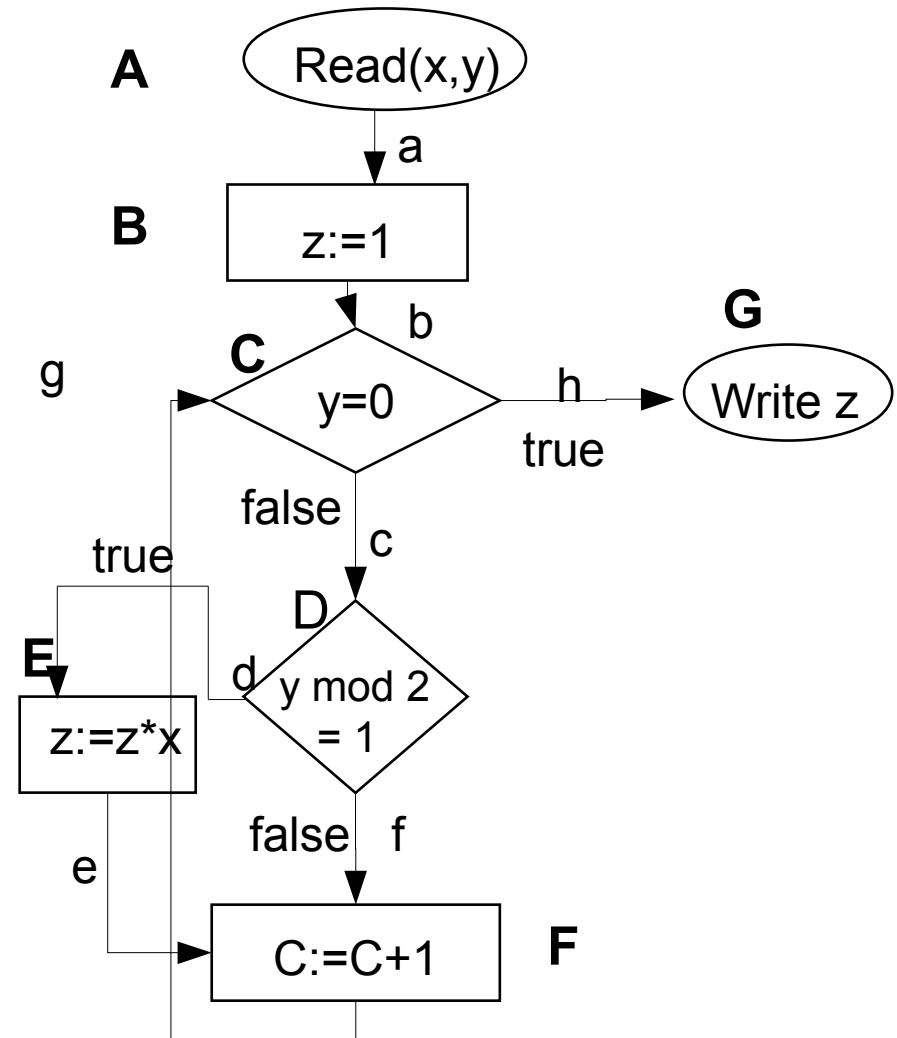 A
Read(x,y)
a
B
z:=1
b
G
C
g
y=0
h
Write z
true
false
c
true
D
E
d
y mod 2
= 1
z:=z*x
false
f
e
C:=C+1
F